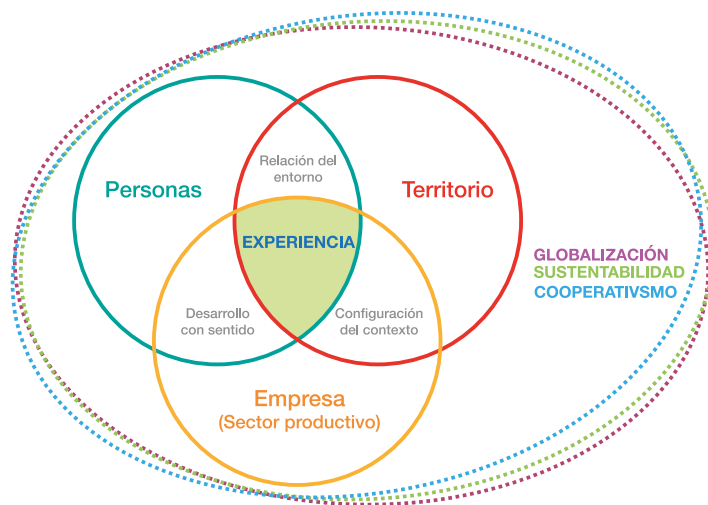 Relación del
entorno
Personas
Territorio
EXPERIENCIA
GLOBALIZACIÓN
SUSTENTABILIDAD
COOPERATIVSMO
Desarrollo
con sentido
Configuración
del contexto
Empresa
(Sector productivo)